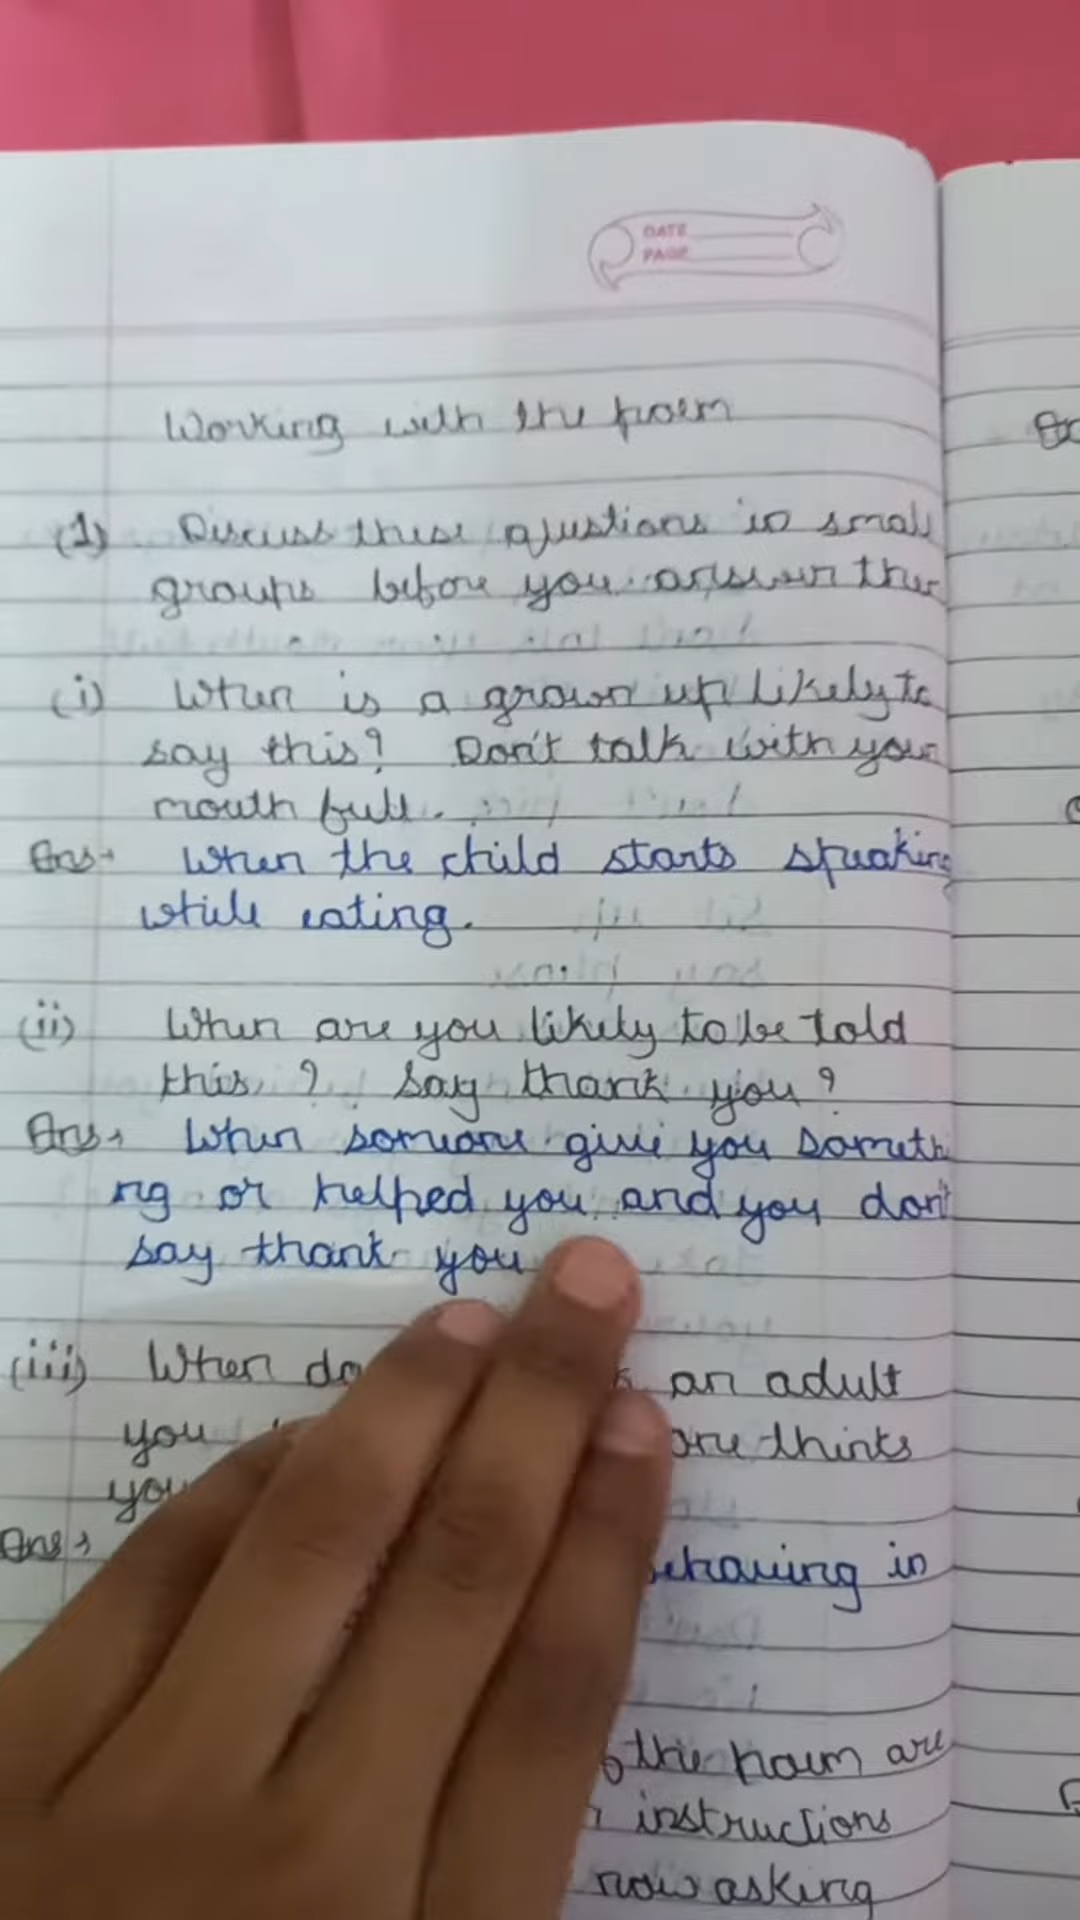 DATE
PAGE
Working with the poem
(1) Discuss these questions in small
groups before you answer them
(i) When is a grown up likely to
say this? Don't talk with your
mouth full.
Ans→ When the child starts speaking
while eating.
(ii) When are you likely to be told
this? Say thank you?
Ans→ When someone give you somethi
ng or helped you and you don't
say thank you
(iii) When do an adult
you thinks
you
Ans→
behaving in
the poem are
instructions
now asking